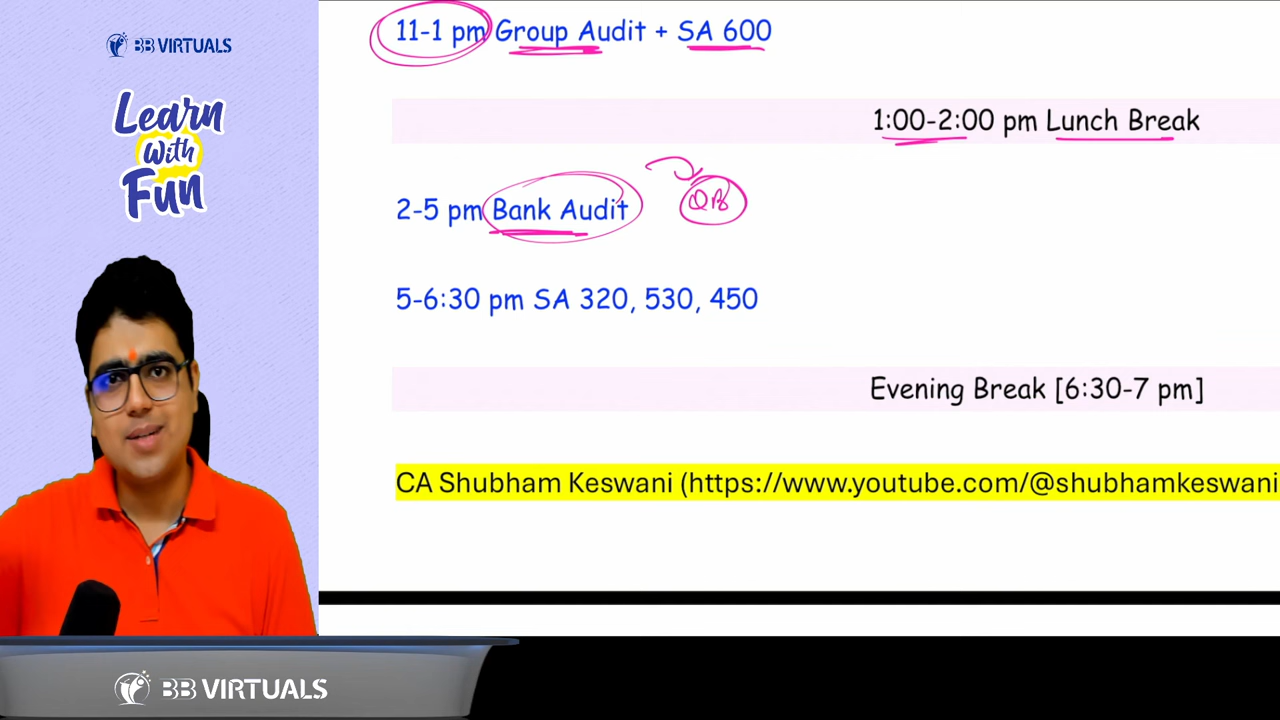 BB VIRTUALS
Learn
With
Fun
11-1 pm Group Audit + SA 600
1:00-2:00 pm Lunch Break
2-5 pm Bank Audit
QB
5-6:30 pm SA 320, 530, 450
Evening Break [6:30-7 pm]
CA Shubham Keswani (https://www.youtube.com/@shubhamkeswani
BB VIRTUALS